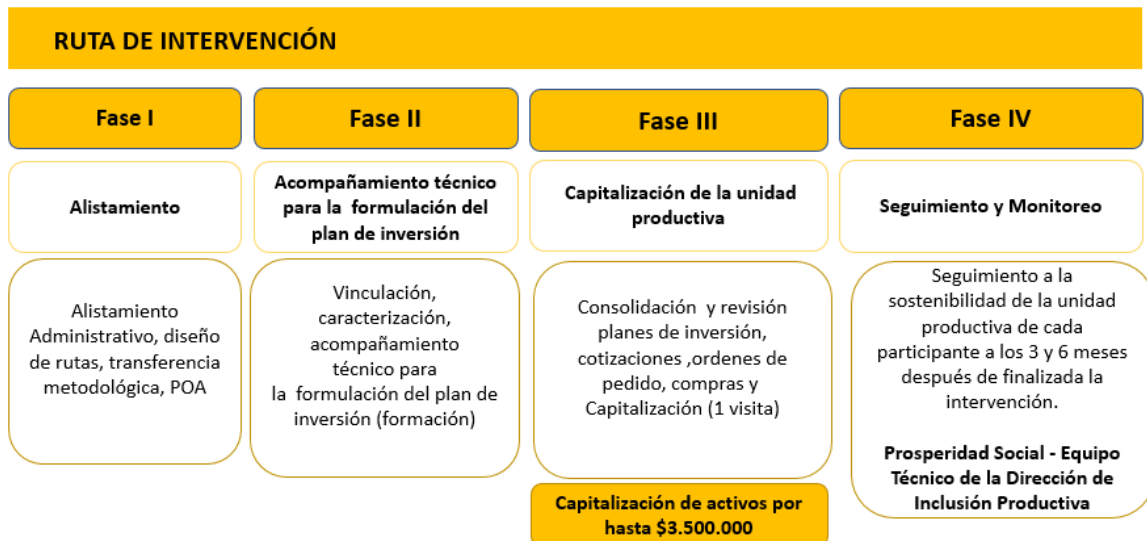 RUTA DE INTERVENCIÓN
Fase I
Alistamiento
Alistamiento
Administrativo, diseño
de rutas, transferencia
metodológica, POA
Fase II
Acompañamiento técnico
para la formulación del
plan de inversión
Vinculación,
caracterización,
acompañamiento
técnico para
la formulación del plan de
inversión (formación)
Fase III
Capitalización de la unidad
productiva
Consolidación y revisión
planes de inversión,
cotizaciones ,ordenes de
pedido, compras y
Capitalización (1 visita)
Capitalización de activos por
hasta $3.500.000
Fase IV
Seguimiento y Monitoreo
Seguimiento a la
sostenibilidad de la unidad
productiva de cada
participante a los 3 y 6 meses
después de finalizada la
intervención.
Prosperidad Social - Equipo
Técnico de la Dirección de
Inclusión Productiva